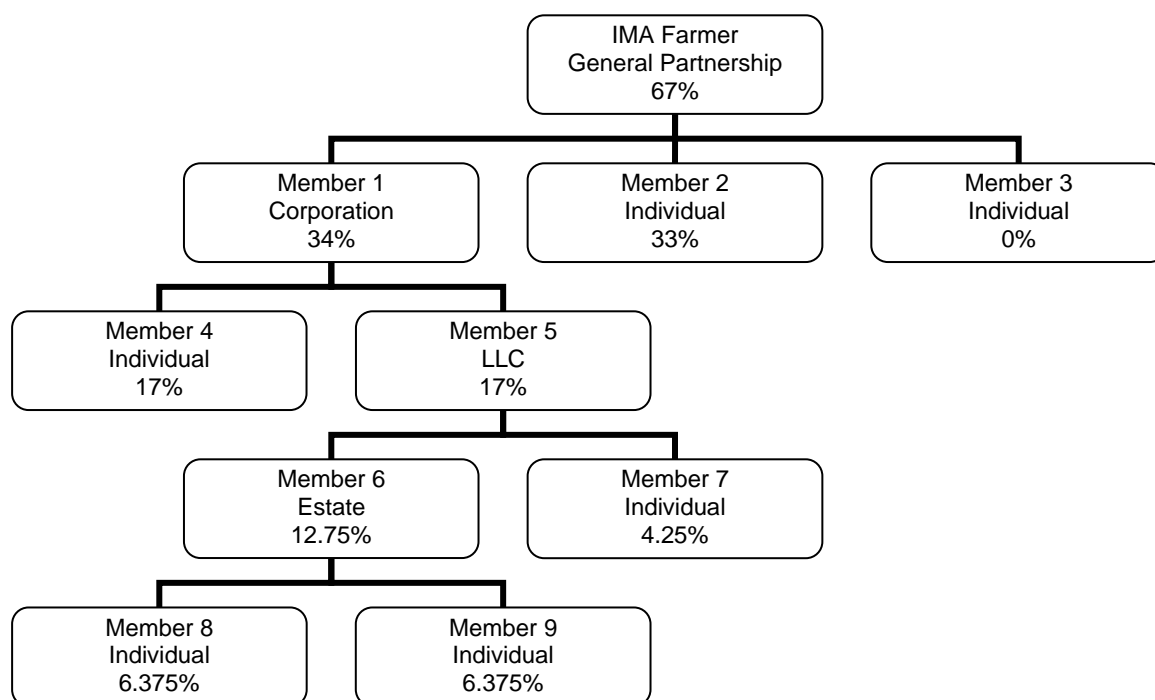 IMA Farmer
General Partnership
67%
Member 1
Corporation
34%
Member 2
Individual
33%
Member 3
Individual
0%
Member 4
Individual
17%
Member 5
LLC
17%
Member 6
Estate
12.75%
Member 7
Individual
4.25%
Member 8
Individual
6.375%
Member 9
Individual
6.375%